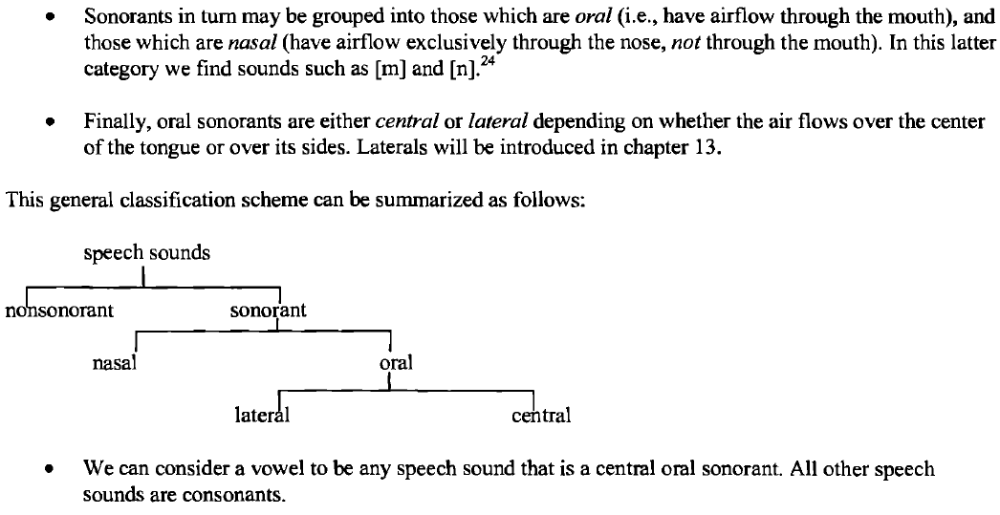 • Sonorants in turn may be grouped into those which are oral (i.e., have airflow through the mouth), and
those which are nasal (have airflow exclusively through the nose, not through the mouth). In this latter
category we find sounds such as [m] and [n].24
• Finally, oral sonorants are either central or lateral depending on whether the air flows over the center
of the tongue or over its sides. Laterals will be introduced in chapter 13.
This general classification scheme can be summarized as follows:
speech sounds
nonsonorant sonorant
nasal oral
lateral central
• We can consider a vowel to be any speech sound that is a central oral sonorant. All other speech
sounds are consonants.